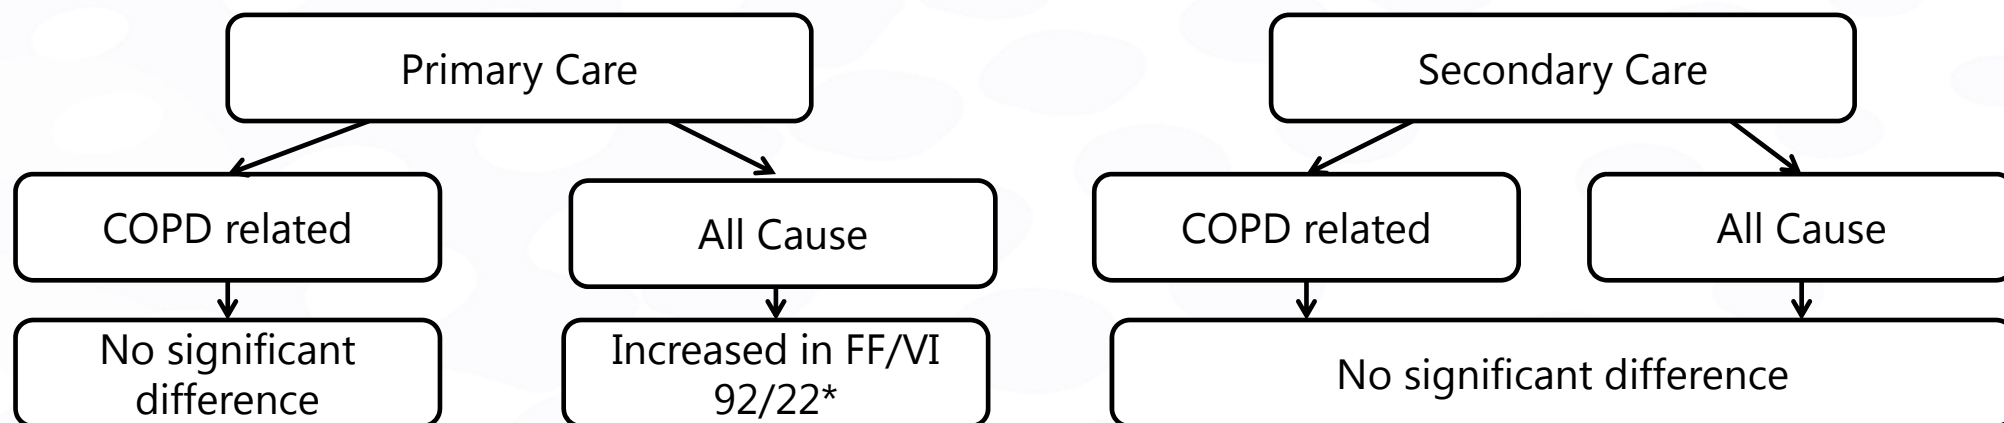 Primary Care
Secondary Care
COPD related
All Cause
COPD related
All Cause
No significant
difference
Increased in FF/VI
92/22*
No significant difference